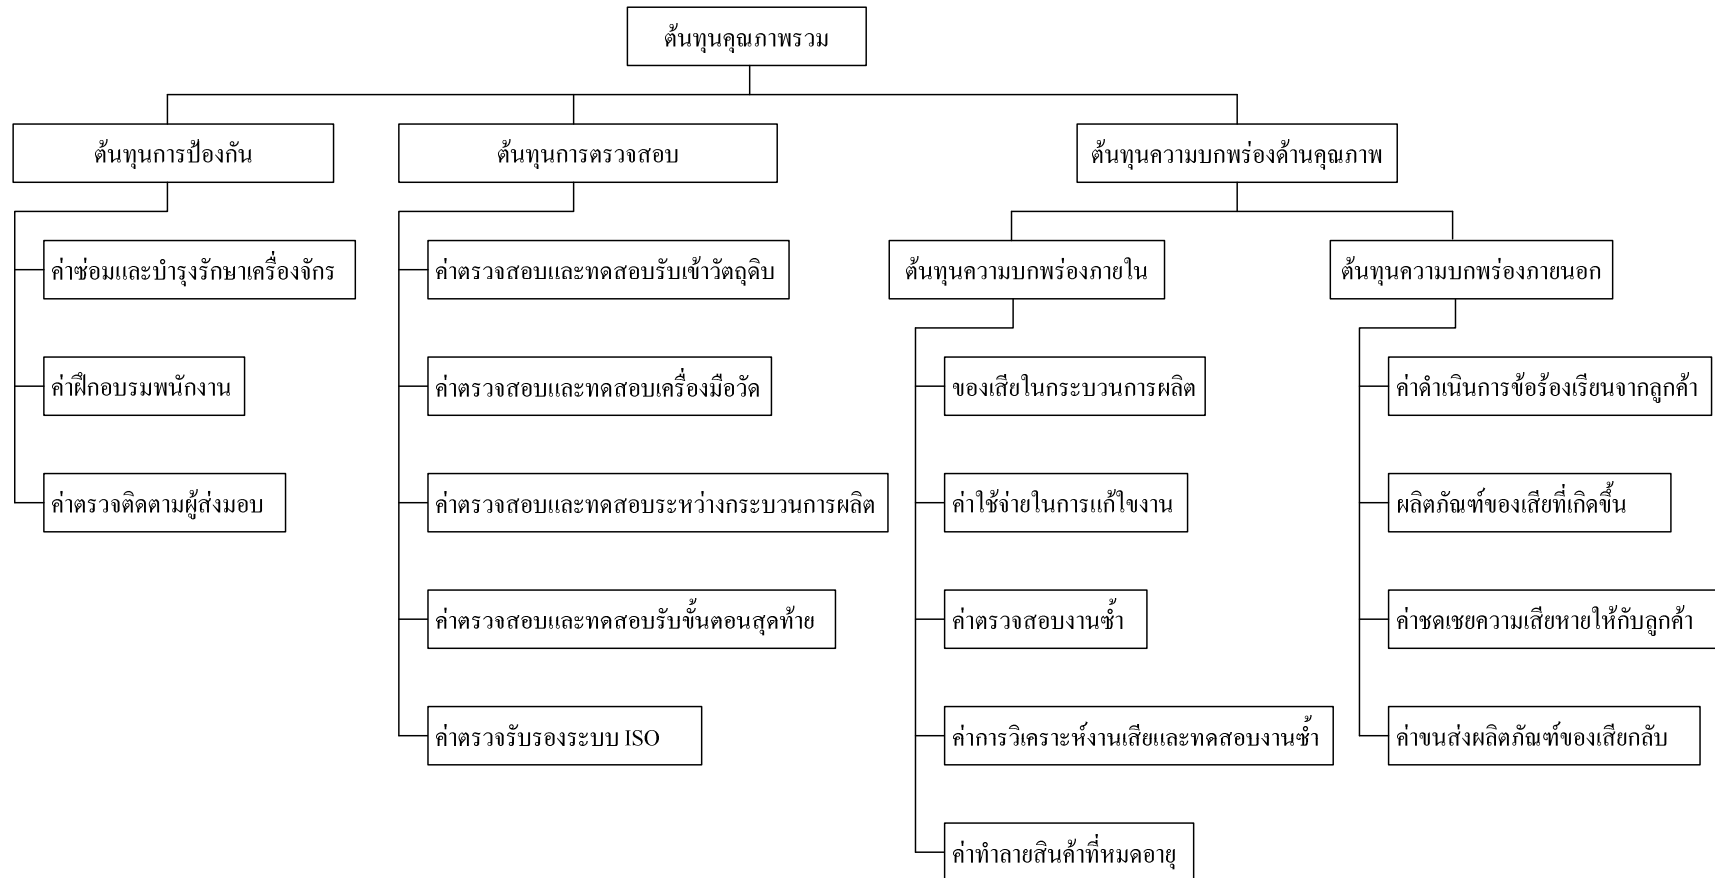 ต้นทุนคุณภาพรวม
ต้นทุนการป้องกัน
ค่าซ่อมและบำรุงรักษาเครื่องจักร
ค่าฝึกอบรมพนักงาน
ค่าตรวจติดตามผู้ส่งมอบ
ต้นทุนการตรวจสอบ
ค่าตรวจสอบและทดสอบรับเข้าวัตถุดิบ
ค่าตรวจสอบและทดสอบเครื่องมือวัด
ค่าตรวจสอบและทดสอบระหว่างกระบวนการผลิต
ค่าตรวจสอบและทดสอบรับขั้นตอนสุดท้าย
ค่าตรวจรับรองระบบ ISO
ต้นทุนความบกพร่องด้านคุณภาพ
ต้นทุนความบกพร่องภายใน
ของเสียในกระบวนการผลิต
ค่าใช้จ่ายในการแก้ไขงาน
ค่าตรวจสอบงานซ้ำ
ค่าการวิเคราะห์งานเสียและทดสอบงานซ้ำ
ค่าทำลายสินค้าที่หมดอายุ
ต้นทุนความบกพร่องภายนอก
ค่าดำเนินการข้อร้องเรียนจากลูกค้า
ผลิตภัณฑ์ของเสียที่เกิดขึ้น
ค่าชดเชยความเสียหายให้กับลูกค้า
ค่าขนส่งผลิตภัณฑ์ของเสียกลับ